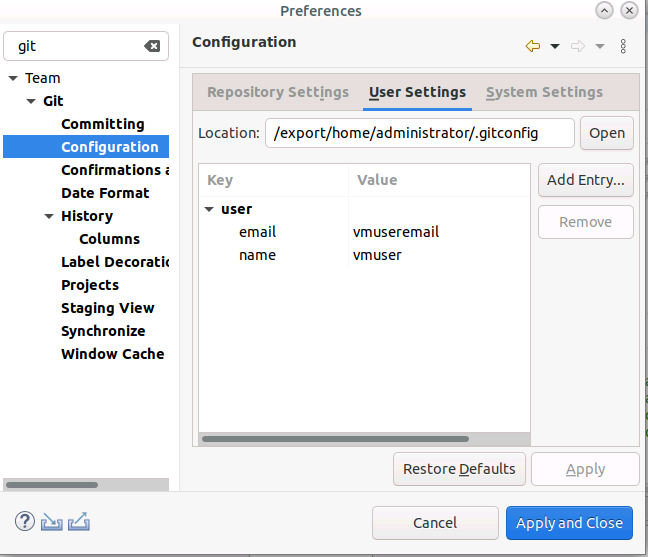 Preferences
git
Team
Git
Committing
Configuration
Confirmations a
Date Format
History
Columns
Label Decoratio
Projects
Staging View
Synchronize
Window Cache
Configuration
Repository Settings User Settings System Settings
Location: /export/home/administrator/.gitconfig Open
Key Value
user
email vmuseremail
name vmuser
Add Entry...
Remove
Restore Defaults Apply
Cancel Apply and Close